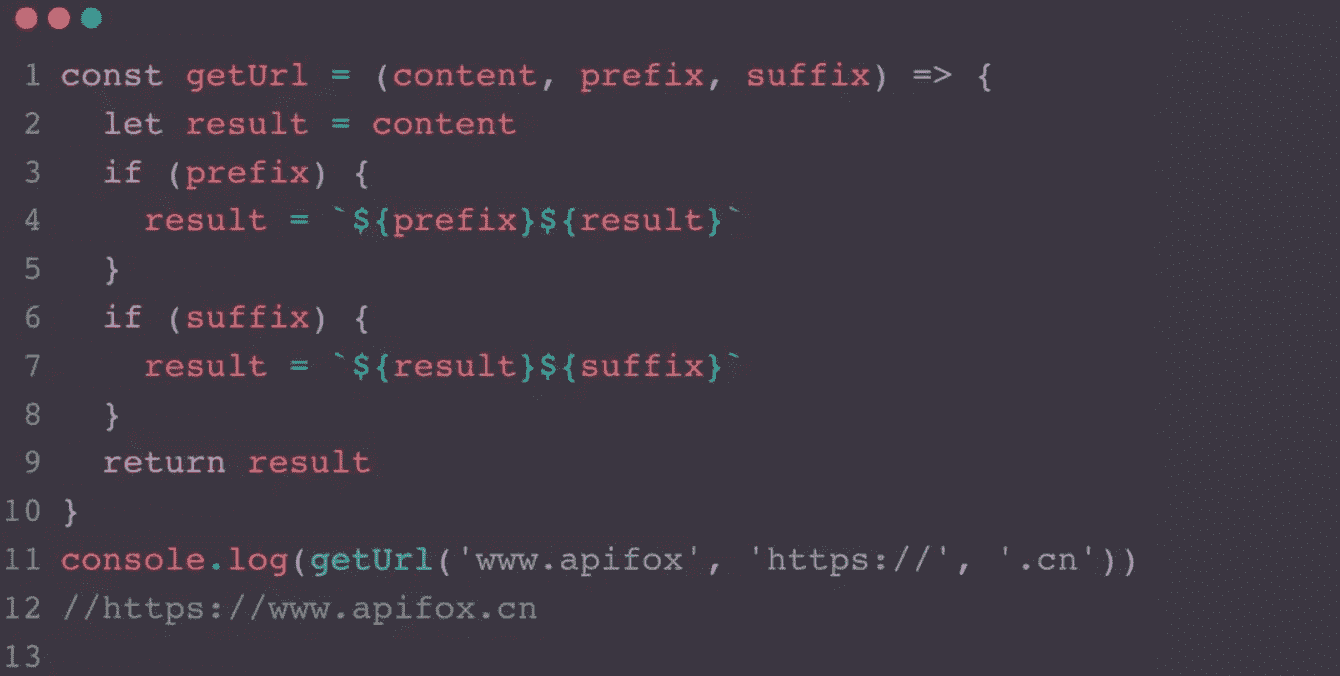 1 const getUrl = (content, prefix, suffix) => {
2   let result = content
3   if (prefix) {
4     result = `${prefix}${result}`
5   }
6   if (suffix) {
7     result = `${result}${suffix}`
8   }
9   return result
10 }
11 console.log(getUrl('www.apifox', 'https://', '.cn'))
12 //https://www.apifox.cn
13